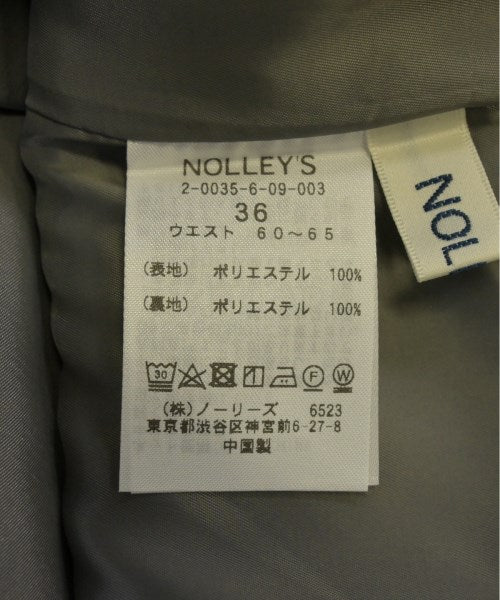 NOLLEY'S
2-0035-6-09-003
36
ウエスト 60〜65
(表地) ポリエステル 100%
(裏地) ポリエステル 100%
30 F W
(株)ノーリーズ 6523
東京都渋谷区神宮前6-27-8
中国製
NOL